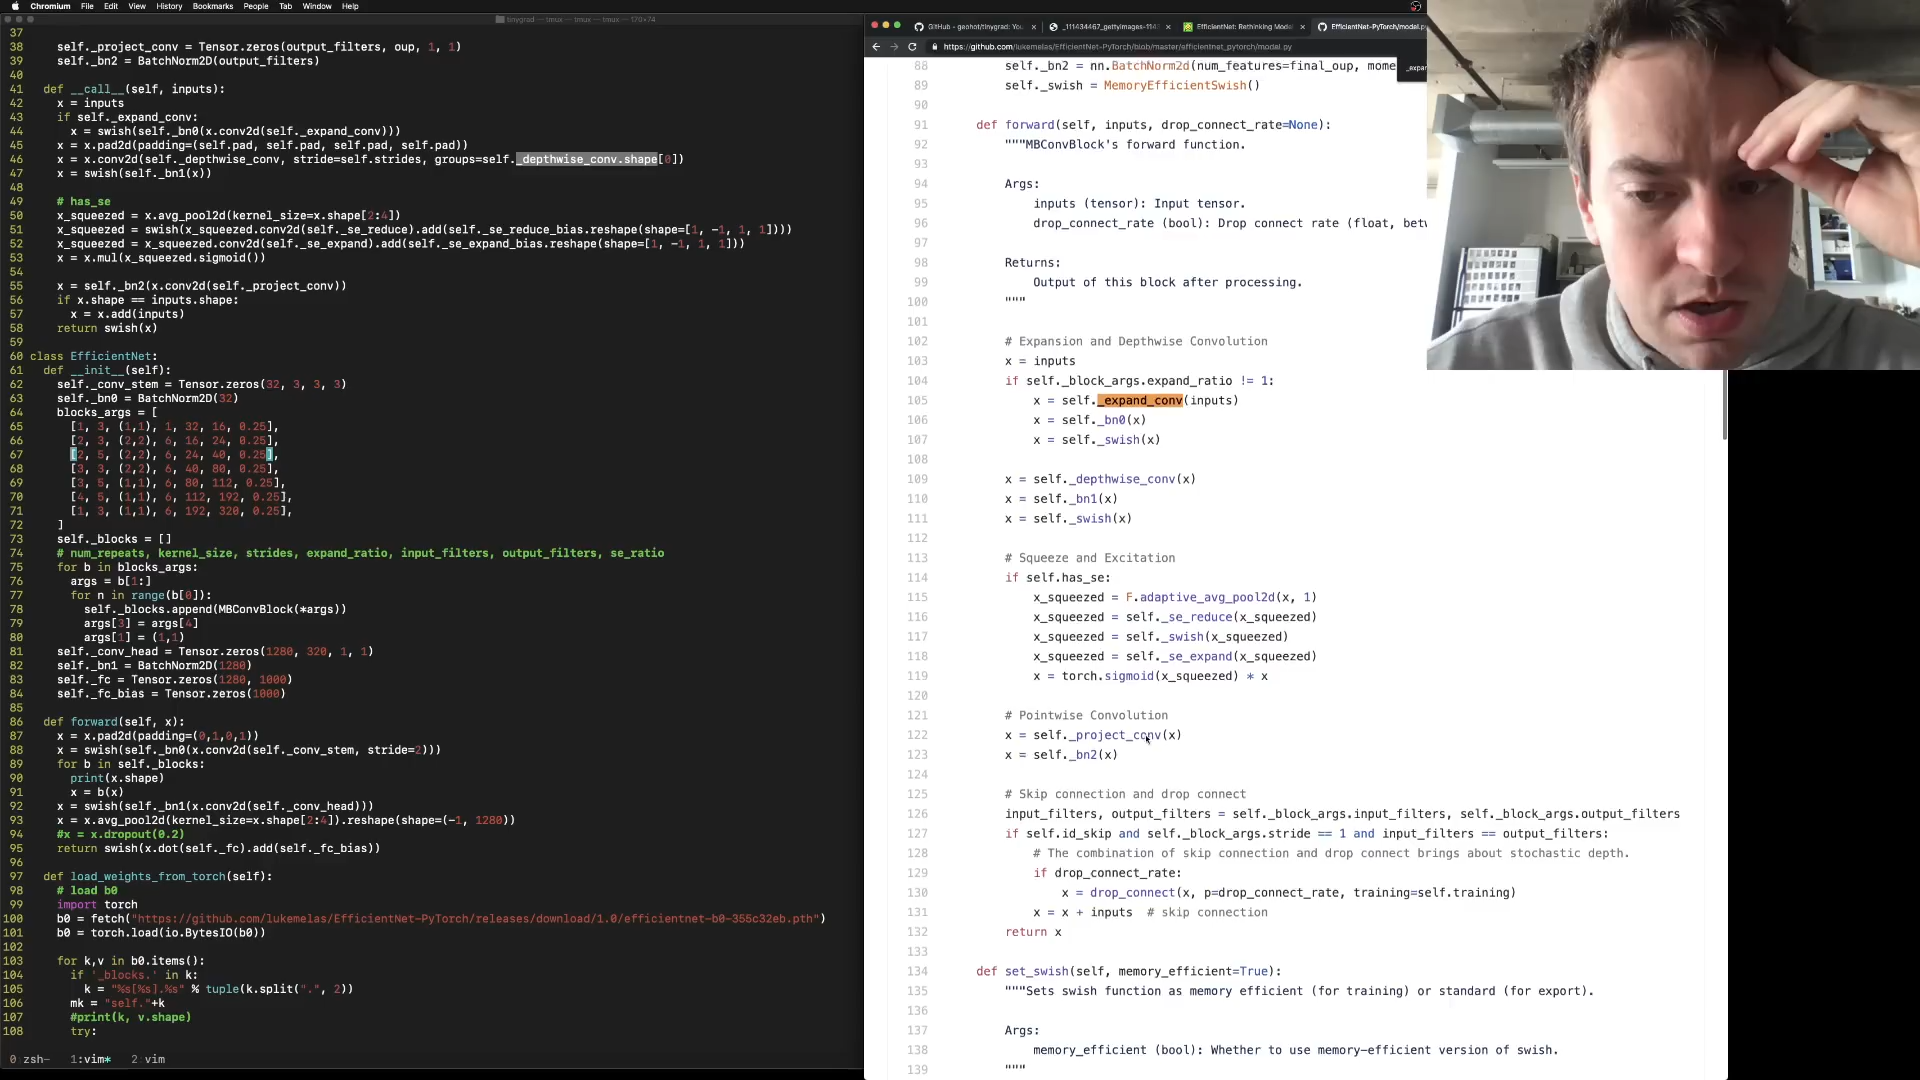 Chromium File Edit View History Bookmarks People Tab Window Help
tinygrad — tmux — tmux — tmux — 170×74
37
38 self._project_conv = Tensor.zeros(output_filters, oup, 1, 1)
39 self._bn2 = BatchNorm2D(output_filters)
40
41 def __call__(self, inputs):
42 x = inputs
43 if self._expand_conv:
44 x = swish(self._bn0(x.conv2d(self._expand_conv)))
45 x = x.pad2d(padding=(self.pad, self.pad, self.pad, self.pad))
46 x = x.conv2d(self._depthwise_conv, stride=self.strides, groups=self._depthwise_conv.shape[0])
47 x = swish(self._bn1(x))
48
49 # has_se
50 x_squeezed = x.avg_pool2d(kernel_size=x.shape[2:4])
51 x_squeezed = swish(x_squeezed.conv2d(self._se_reduce).add(self._se_reduce_bias.reshape(shape=[1, -1, 1, 1])))
52 x_squeezed = x_squeezed.conv2d(self._se_expand).add(self._se_expand_bias.reshape(shape=[1, -1, 1, 1]))
53 x = x.mul(x_squeezed.sigmoid())
54
55 x = self._bn2(x.conv2d(self._project_conv))
56 if x.shape == inputs.shape:
57 x = x.add(inputs)
58 return swish(x)
59
60 class EfficientNet:
61 def __init__(self):
62 self._conv_stem = Tensor.zeros(32, 3, 3, 3)
63 self._bn0 = BatchNorm2D(32)
64 blocks_args = [
65 [1, 3, (1,1), 1, 32, 16, 0.25],
66 [2, 3, (2,2), 6, 16, 24, 0.25],
67 [2, 5, (2,2), 6, 24, 40, 0.25],
68 [3, 3, (2,2), 6, 40, 80, 0.25],
69 [3, 5, (1,1), 6, 80, 112, 0.25],
70 [4, 5, (1,1), 6, 112, 192, 0.25],
71 [1, 3, (1,1), 6, 192, 320, 0.25],
72 ]
73 self._blocks = []
74 # num_repeats, kernel_size, strides, expand_ratio, input_filters, output_filters, se_ratio
75 for b in blocks_args:
76 args = b[1:]
77 for n in range(b[0]):
78 self._blocks.append(MBConvBlock(*args))
79 args[3] = args[4]
80 args[1] = (1,1)
81 self._conv_head = Tensor.zeros(1280, 320, 1, 1)
82 self._bn1 = BatchNorm2D(1280)
83 self._fc = Tensor.zeros(1280, 1000)
84 self._fc_bias = Tensor.zeros(1000)
85
86 def forward(self, x):
87 x = x.pad2d(padding=(0,1,0,1))
88 x = swish(self._bn0(x.conv2d(self._conv_stem, stride=2)))
89 for b in self._blocks:
90 print(x.shape)
91 x = b(x)
92 x = swish(self._bn1(x.conv2d(self._conv_head)))
93 x = x.avg_pool2d(kernel_size=x.shape[2:4]).reshape(shape=(-1, 1280))
94 #x = x.dropout(0.2)
95 return swish(x.dot(self._fc).add(self._fc_bias))
96
97 def load_weights_from_torch(self):
98 # load b0
99 import torch
100 b0 = fetch("https://github.com/lukemelas/EfficientNet-PyTorch/releases/download/1.0/efficientnet-b0-355c32eb.pth")
101 b0 = torch.load(io.BytesIO(b0))
102
103 for k,v in b0.items():
104 if '_blocks.' in k:
105 k = "%s[%s].%s" % tuple(k.split(".", 2))
106 mk = "self."+k
107 #print(k, v.shape)
108 try:
0 zsh- 1:vim* 2 vim
GitHub - geohot/tinygrad: You
_111434467_gettyimages-114
EfficientNet: Rethinking Mode
EfficientNet-PyTorch/model.py
https://github.com/lukemelas/EfficientNet-PyTorch/blob/master/efficientnet_pytorch/model.py
_expan
88 self._bn2 = nn.BatchNorm2d(num_features=final_oup, mome
89 self._swish = MemoryEfficientSwish()
90
91 def forward(self, inputs, drop_connect_rate=None):
92 """MBConvBlock's forward function.
93
94 Args:
95 inputs (tensor): Input tensor.
96 drop_connect_rate (bool): Drop connect rate (float, betw
97
98 Returns:
99 Output of this block after processing.
100 """
101
102 # Expansion and Depthwise Convolution
103 x = inputs
104 if self._block_args.expand_ratio != 1:
105 x = self._expand_conv(inputs)
106 x = self._bn0(x)
107 x = self._swish(x)
108
109 x = self._depthwise_conv(x)
110 x = self._bn1(x)
111 x = self._swish(x)
112
113 # Squeeze and Excitation
114 if self.has_se:
115 x_squeezed = F.adaptive_avg_pool2d(x, 1)
116 x_squeezed = self._se_reduce(x_squeezed)
117 x_squeezed = self._swish(x_squeezed)
118 x_squeezed = self._se_expand(x_squeezed)
119 x = torch.sigmoid(x_squeezed) * x
120
121 # Pointwise Convolution
122 x = self._project_conv(x)
123 x = self._bn2(x)
124
125 # Skip connection and drop connect
126 input_filters, output_filters = self._block_args.input_filters, self._block_args.output_filters
127 if self.id_skip and self._block_args.stride == 1 and input_filters == output_filters:
128 # The combination of skip connection and drop connect brings about stochastic depth.
129 if drop_connect_rate:
130 x = drop_connect(x, p=drop_connect_rate, training=self.training)
131 x = x + inputs # skip connection
132 return x
133
134 def set_swish(self, memory_efficient=True):
135 """Sets swish function as memory efficient (for training) or standard (for export).
136
137 Args:
138 memory_efficient (bool): Whether to use memory-efficient version of swish.
139 """